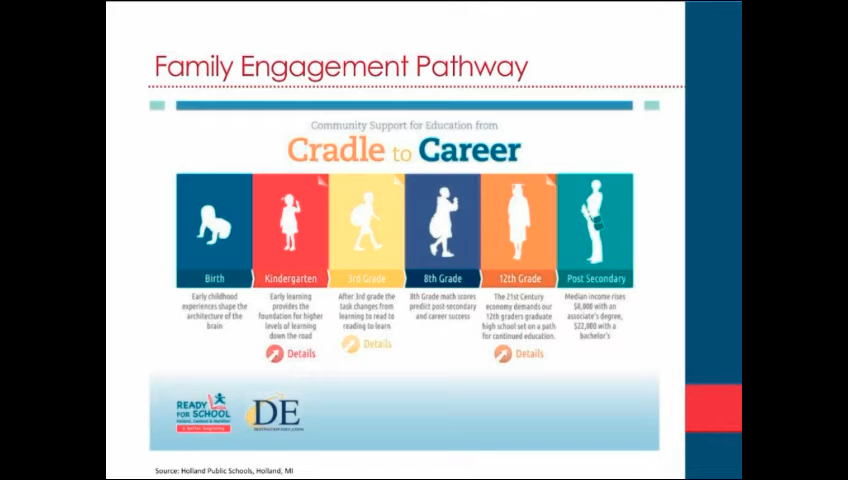 Family Engagement Pathway
Community Support for Education from
Cradle to Career
Birth
Early childhood
experiences shape the
architecture of the
brain
Kindergarten
Early learning
provides the
foundation for higher
levels of learning
down the road
Details
3rd Grade
After 3rd grade the
task changes from
learning to read to
reading to learn
Details
8th Grade
8th Grade math scores
predict post-secondary
and career success
12th Grade
The 21st Century
economy demands our
12th graders graduate
high school set on a path
for continued education.
Details
Post Secondary
Median income rises
$8,000 with an
associate's degree,
$22,000 with a
bachelor's
READY
FOR SCHOOL
A better beginning
DE
DESTINATION EDUCATION
Source: Holland Public Schools, Holland, MI